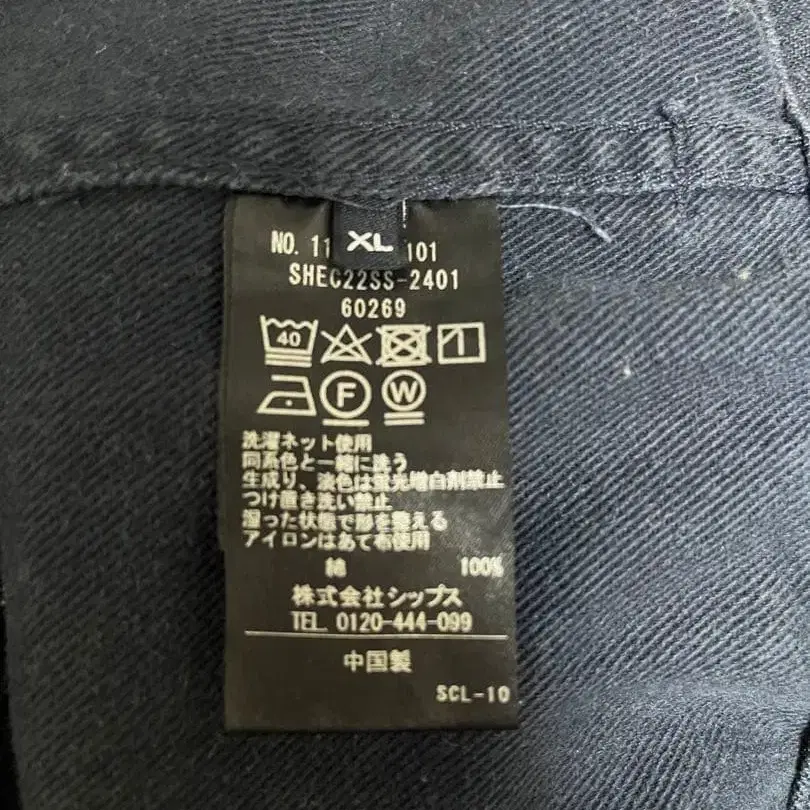 XL
NO. 11 101
SHEC22SS-2401
60269
40
F W
洗濯ネット使用
同系色と一緒に洗う
生成り、淡色は蛍光増白剤禁止
つけ置き洗い禁止
湿った状態で形を整える
アイロンはあて布使用
綿 100%
株式会社シップス
TEL. 0120-444-099
中国製
SCL-10